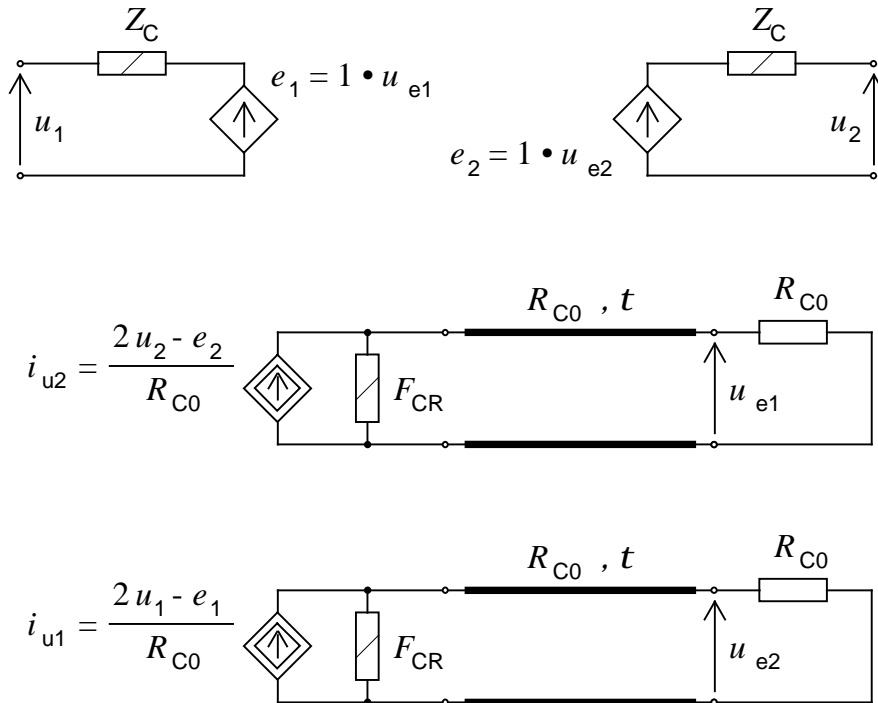 Z_C
Z_C
e_1 = 1 • u_e1
u_1
u_2
e_2 = 1 • u_e2
R_C0 , t
R_C0
i_u2 = (2 u_2 - e_2) / R_C0
F_CR
u_e1
R_C0 , t
R_C0
i_u1 = (2 u_1 - e_1) / R_C0
F_CR
u_e2